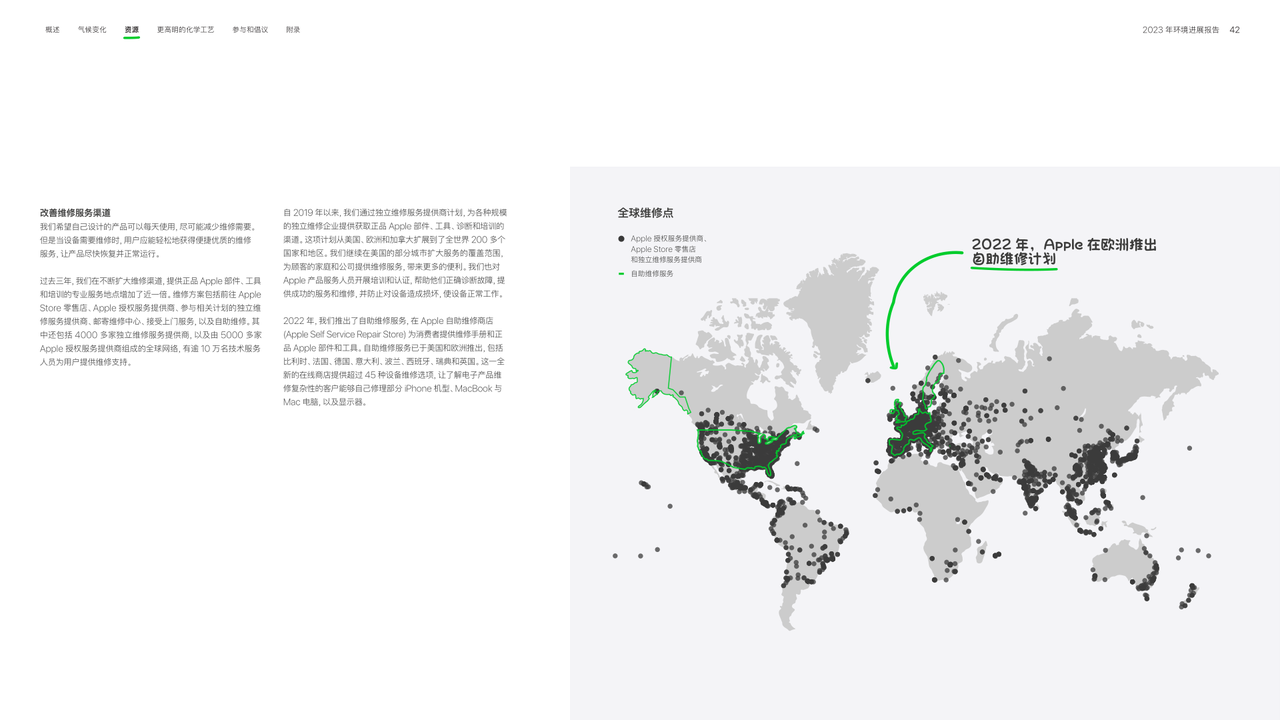 概述 气候变化 资源 更高明的化学工艺 参与和倡议 附录
2023 年环境进展报告 42
改善维修服务渠道
我们希望自己设计的产品可以每天使用, 尽可能减少维修需要。
但是当设备需要维修时, 用户应能轻松地获得便捷优质的维修
服务, 让产品尽快恢复并正常运行。
过去三年, 我们在不断扩大维修渠道, 提供正品 Apple 部件、工具
和培训的专业服务地点增加了近一倍。维修方案包括前往 Apple
Store 零售店、Apple 授权服务提供商、参与相关计划的独立维
修服务提供商、邮寄维修中心、接受上门服务, 以及自助维修。其
中还包括 4000 多家独立维修服务提供商, 以及由 5000 多家
Apple 授权服务提供商组成的全球网络, 有逾 10 万名技术服务
人员为用户提供维修支持。
自 2019 年以来, 我们通过独立维修服务提供商计划, 为各种规模
的独立维修企业提供获取正品 Apple 部件、工具、诊断和培训的
渠道。这项计划从美国、欧洲和加拿大扩展到了全世界 200 多个
国家和地区。我们继续在美国的部分城市扩大服务的覆盖范围,
为顾客的家庭和公司提供维修服务, 带来更多的便利。我们也对
Apple 产品服务人员开展培训和认证, 帮助他们正确诊断故障, 提
供成功的服务和维修, 并防止对设备造成损坏, 使设备正常工作。
2022 年, 我们推出了自助维修服务, 在 Apple 自助维修商店
(Apple Self Service Repair Store) 为消费者提供维修手册和正
品 Apple 部件和工具。自助维修服务已于美国和欧洲推出, 包括
比利时、法国、德国、意大利、波兰、西班牙、瑞典和英国。这一全
新的在线商店提供超过 45 种设备维修选项, 让了解电子产品维
修复杂性的客户能够自己修理部分 iPhone 机型、MacBook 与
Mac 电脑, 以及显示器。
全球维修点
Apple 授权服务提供商、
Apple Store 零售店
和独立维修服务提供商
自助维修服务
2022 年，Apple 在欧洲推出
自助维修计划